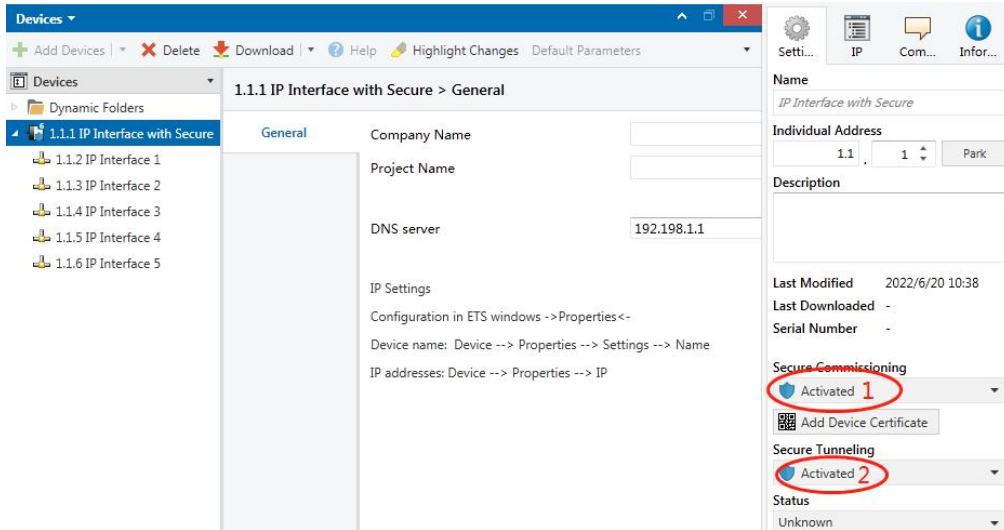 Devices
Add Devices Delete Download Help Highlight Changes Default Parameters
Devices
Dynamic Folders
1.1.1 IP Interface with Secure
1.1.2 IP Interface 1
1.1.3 IP Interface 2
1.1.4 IP Interface 3
1.1.5 IP Interface 4
1.1.6 IP Interface 5
1.1.1 IP Interface with Secure > General
General
Company Name
Project Name
DNS server 192.198.1.1
IP Settings
Configuration in ETS windows ->Properties<-
Device name: Device --> Properties --> Settings --> Name
IP addresses: Device --> Properties --> IP
Setti... IP Com... Infor...
Name
IP Interface with Secure
Individual Address
1.1 . 1 Park
Description
Last Modified 2022/6/20 10:38
Last Downloaded -
Serial Number -
Secure Commissioning
Activated 1
Add Device Certificate
Secure Tunneling
Activated 2
Status
Unknown